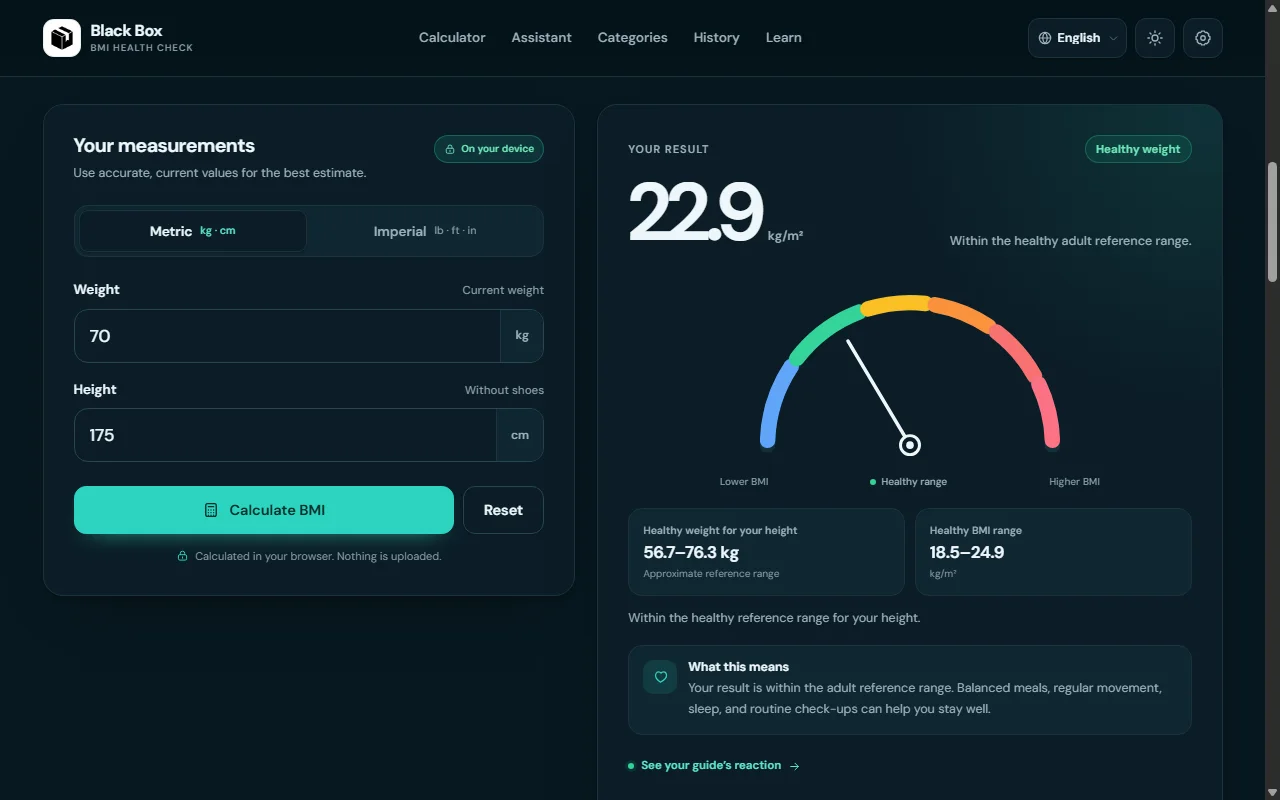 Black Box
BMI HEALTH CHECK
Calculator
Assistant
Categories
History
Learn
English
Your measurements
Use accurate, current values for the best estimate.
On your device
Metric kg · cm
Imperial lb · ft · in
Weight
Current weight
70
kg
Height
Without shoes
175
cm
Calculate BMI
Reset
Calculated in your browser. Nothing is uploaded.
YOUR RESULT
Healthy weight
22.9 kg/m²
Within the healthy adult reference range.
Lower BMI
Healthy range
Higher BMI
Healthy weight for your height
56.7–76.3 kg
Approximate reference range
Healthy BMI range
18.5–24.9
kg/m²
Within the healthy reference range for your height.
What this means
Your result is within the adult reference range. Balanced meals, regular movement,
sleep, and routine check-ups can help you stay well.
See your guide's reaction →